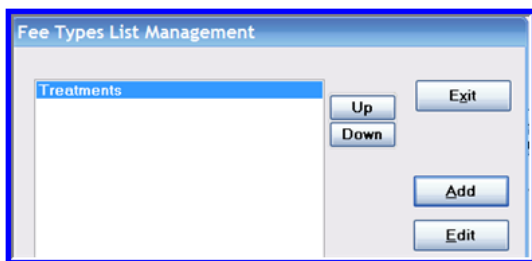 Fee Types List Management
Treatments
Up
Down
Exit
Add
Edit